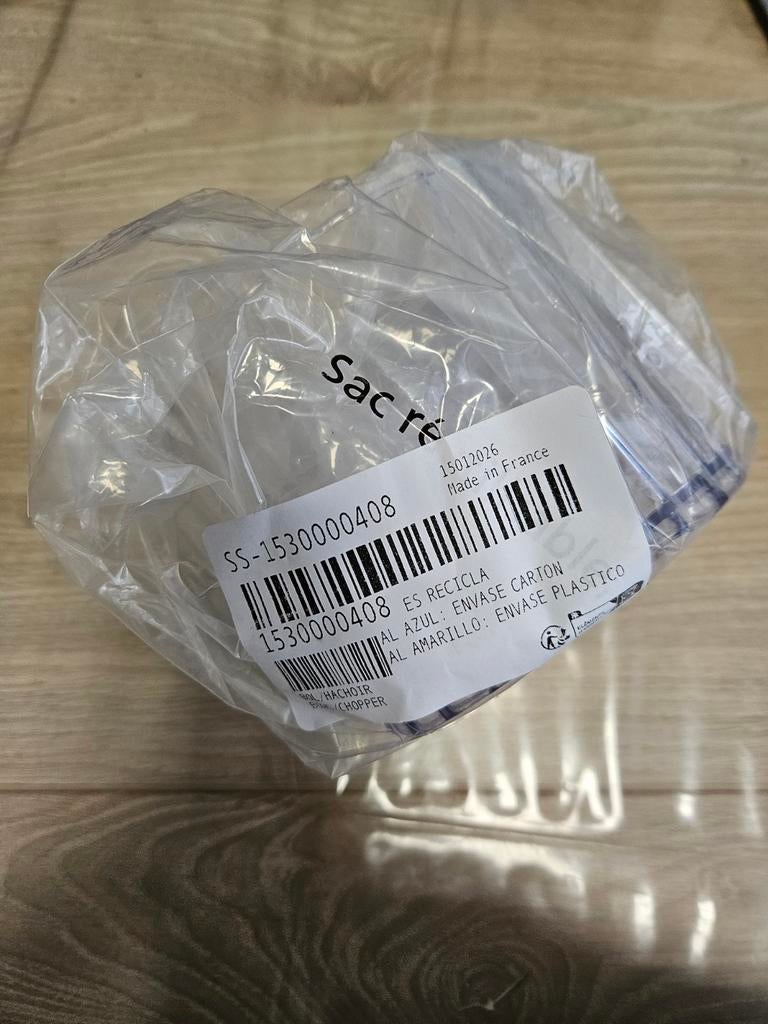 Sac ré
15012026
Made in France
SS-1530000408
1530000408
ES RECICLA
AL AZUL: ENVASE CARTON
AL AMARILLO: ENVASE PLASTICO
/HACHOIR
/CHOPPER